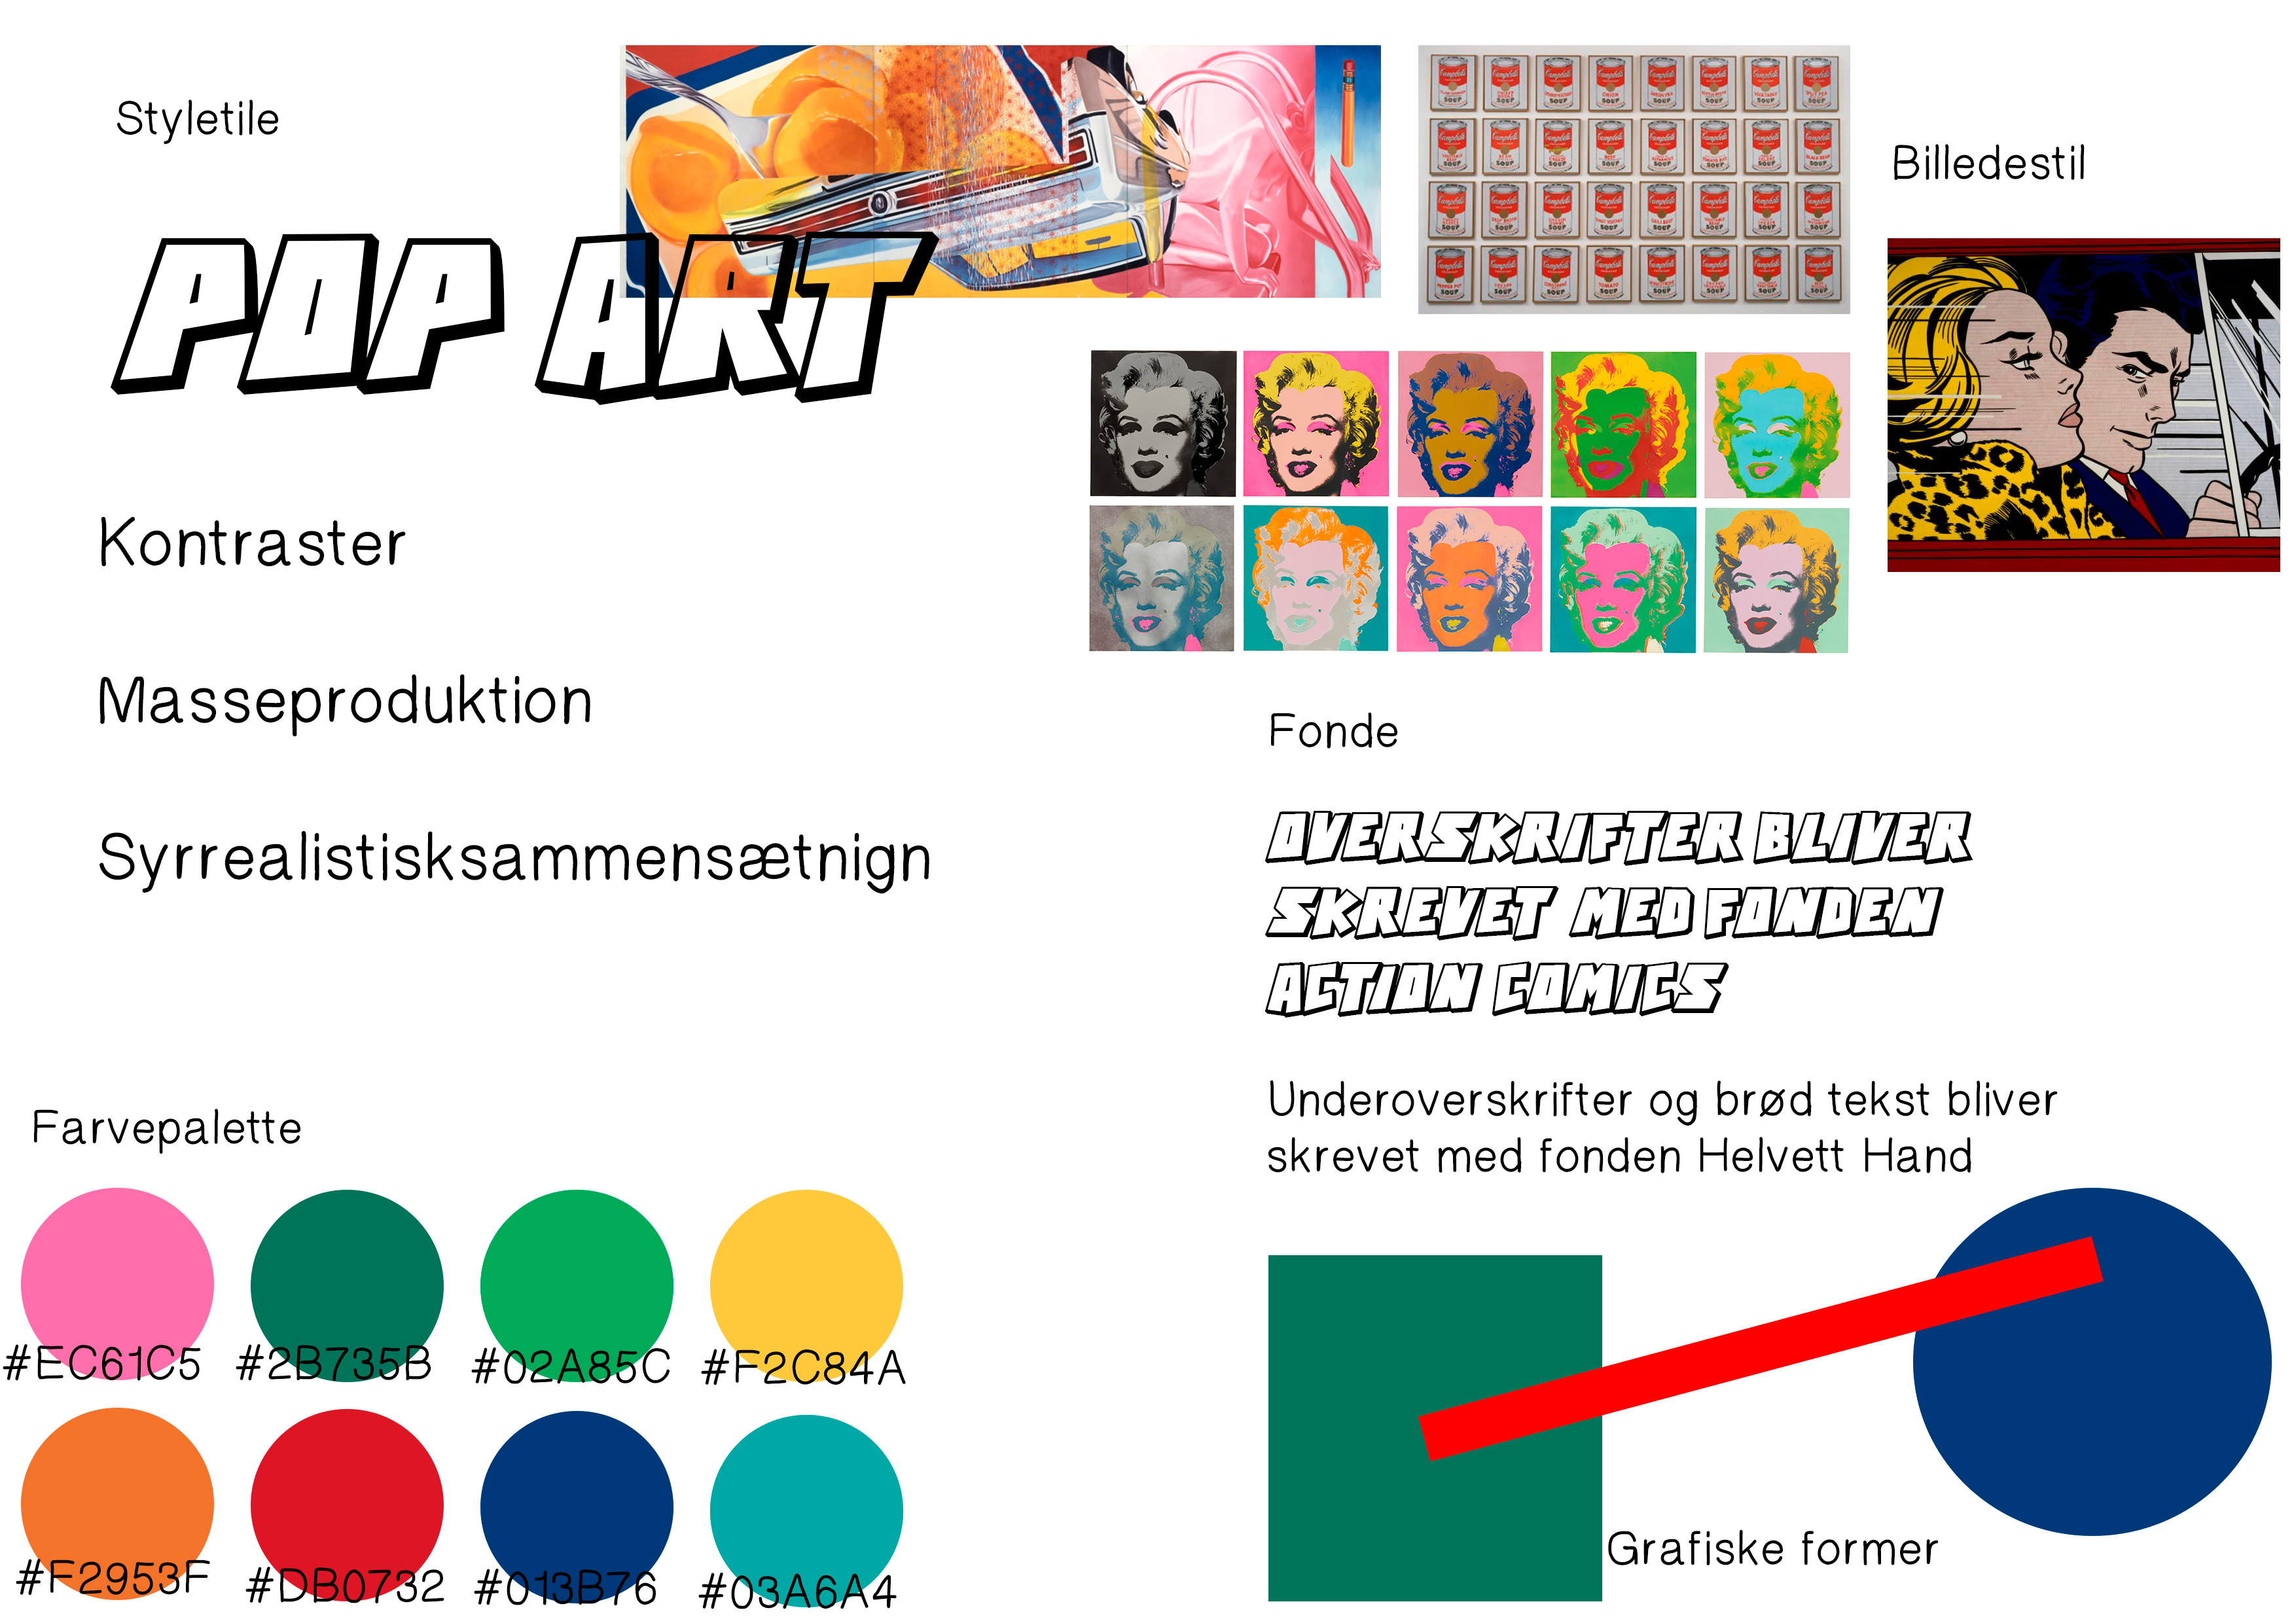 Styletile
POP ART
Billedestil
Kontraster
Masseproduktion
Syrrealistisksammensætnign
Fonde
OVERSKRIFTER BLIVER
SKREVET MED FONDEN
ACTION COMICS
Underoverskrifter og brød tekst bliver
skrevet med fonden Helvett Hand
Farvepalette
#EC61C5 #2B735B #02A85C #F2C84A
#F2953F #DB0732 #013B76 #03A6A4
Grafiske former